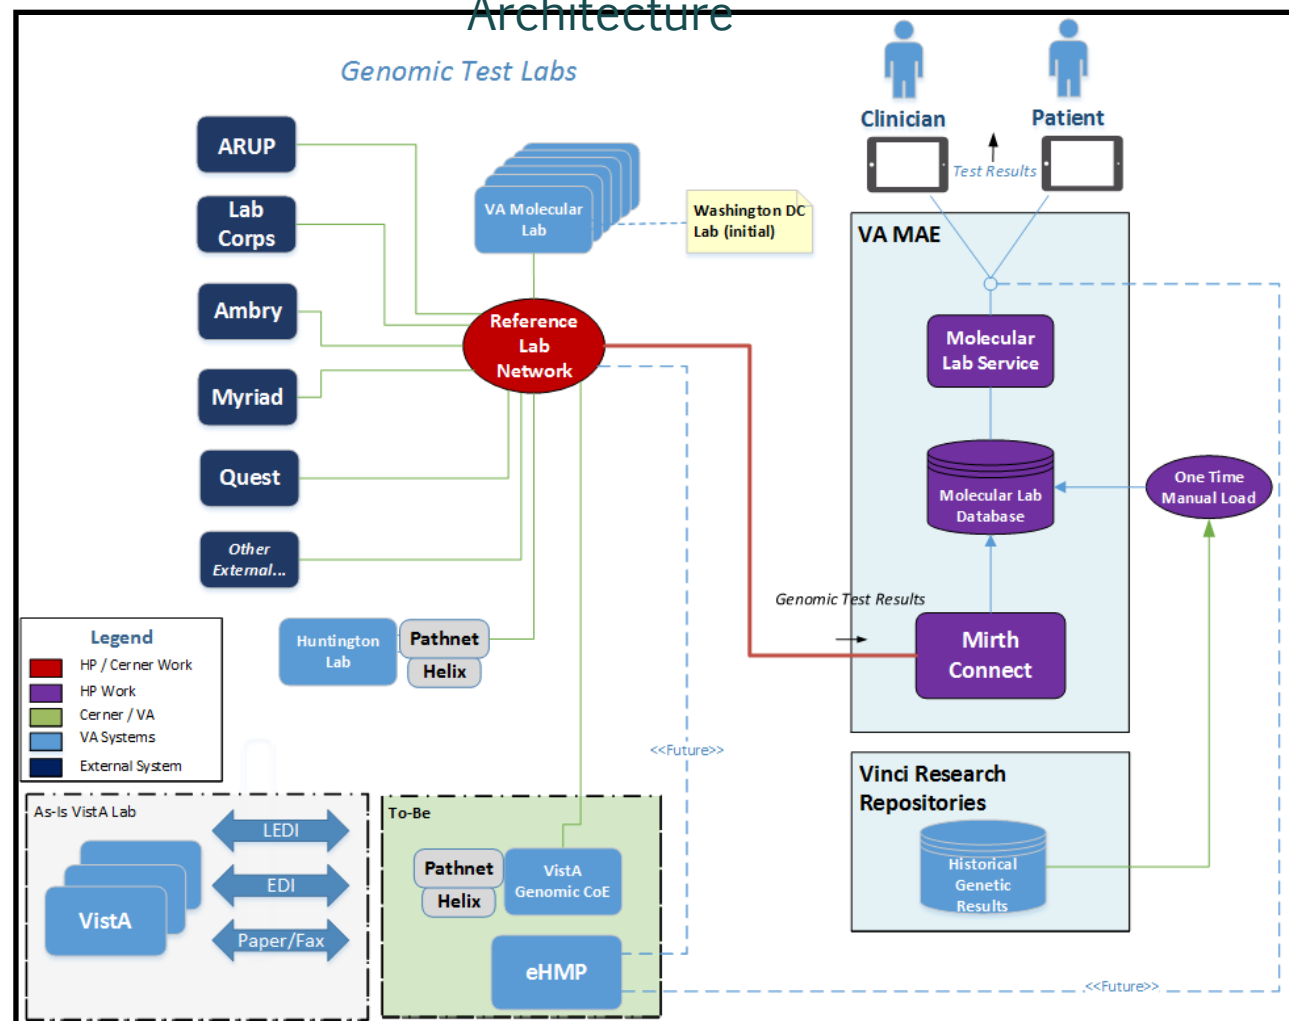 Architecture
Genomic Test Labs
Clinician
Patient
Test Results
ARUP
Lab
Corps
Ambry
Myriad
Quest
Other
External...
VA Molecular
Lab
Washington DC
Lab (initial)
Reference
Lab
Network
VA MAE
Molecular
Lab Service
Molecular Lab
Database
One Time
Manual Load
Genomic Test Results
Mirth
Connect
Huntington
Lab
Pathnet
Helix
Legend
HP / Cerner Work
HP Work
Cerner / VA
VA Systems
External System
<<Future>>
Vinci Research
Repositories
Historical
Genetic
Results
As-Is VistA Lab
VistA
LEDI
EDI
Paper/Fax
To-Be
Pathnet
Helix
VistA
Genomic CoE
eHMP
<<Future>>